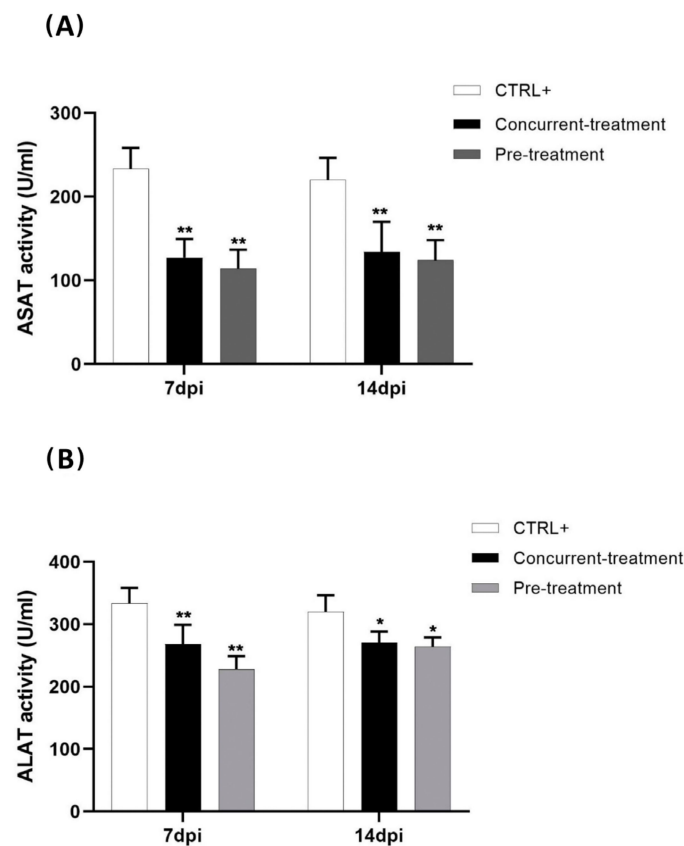 (A)
CTRL+
Concurrent-treatment
Pre-treatment
ASAT activity (U/ml)
300
200
100
0
** ** ** **
7dpi 14dpi
(B)
CTRL+
Concurrent-treatment
Pre-treatment
ALAT activity (U/ml)
400
300
200
100
0
** ** * *
7dpi 14dpi